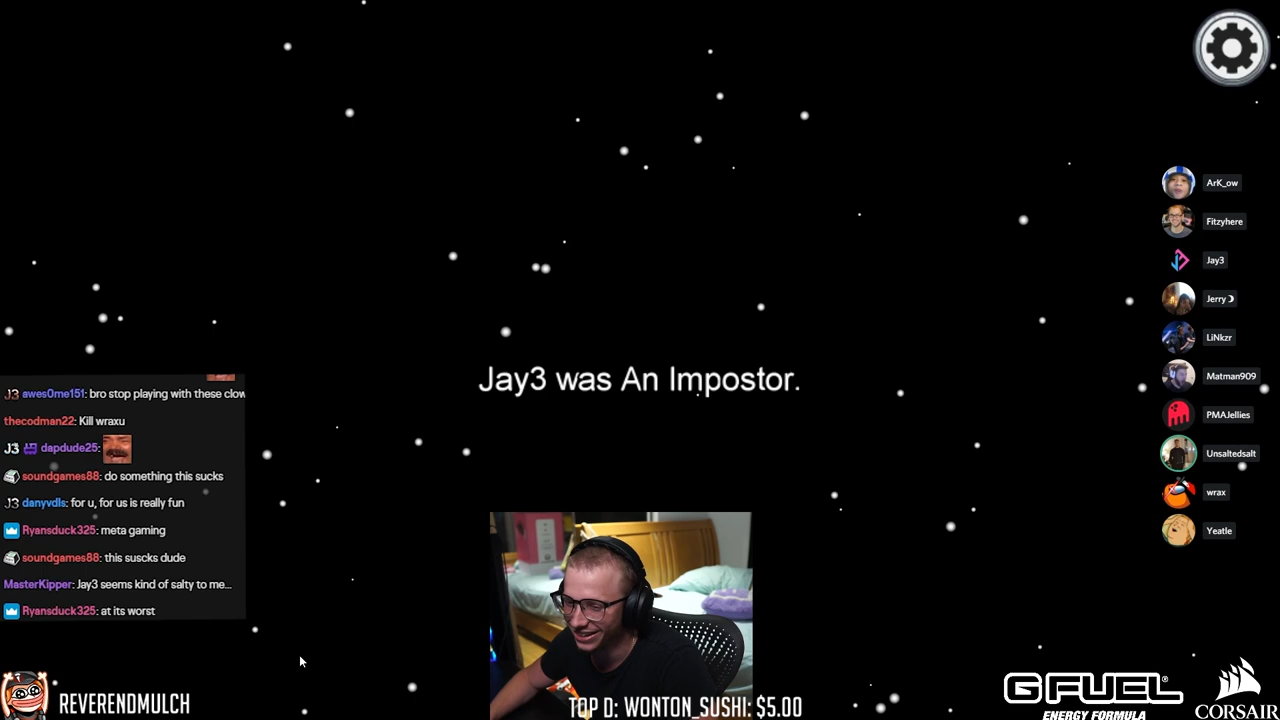 ArK_ow
Fitzyhere
Jay3
Jerry
LiNkzr
Matman909
PMAJellies
Unsaltedsalt
wrax
Yeatle
Jay3 was An Impostor.
J3 awes0me151: bro stop playing with these clow
thecodman22: Kill wraxu
J3 dapdude25:
soundgames88: do something this sucks
J3 danyvdls: for u, for us is really fun
Ryansduck325: meta gaming
soundgames88: this suscks dude
MasterKipper: Jay3 seems kind of salty to me...
Ryansduck325: at its worst
REVERENDMULCH
TOP D: WONTON_SUSHI: $5.00
G FUEL®
ENERGY FORMULA
CORSAIR